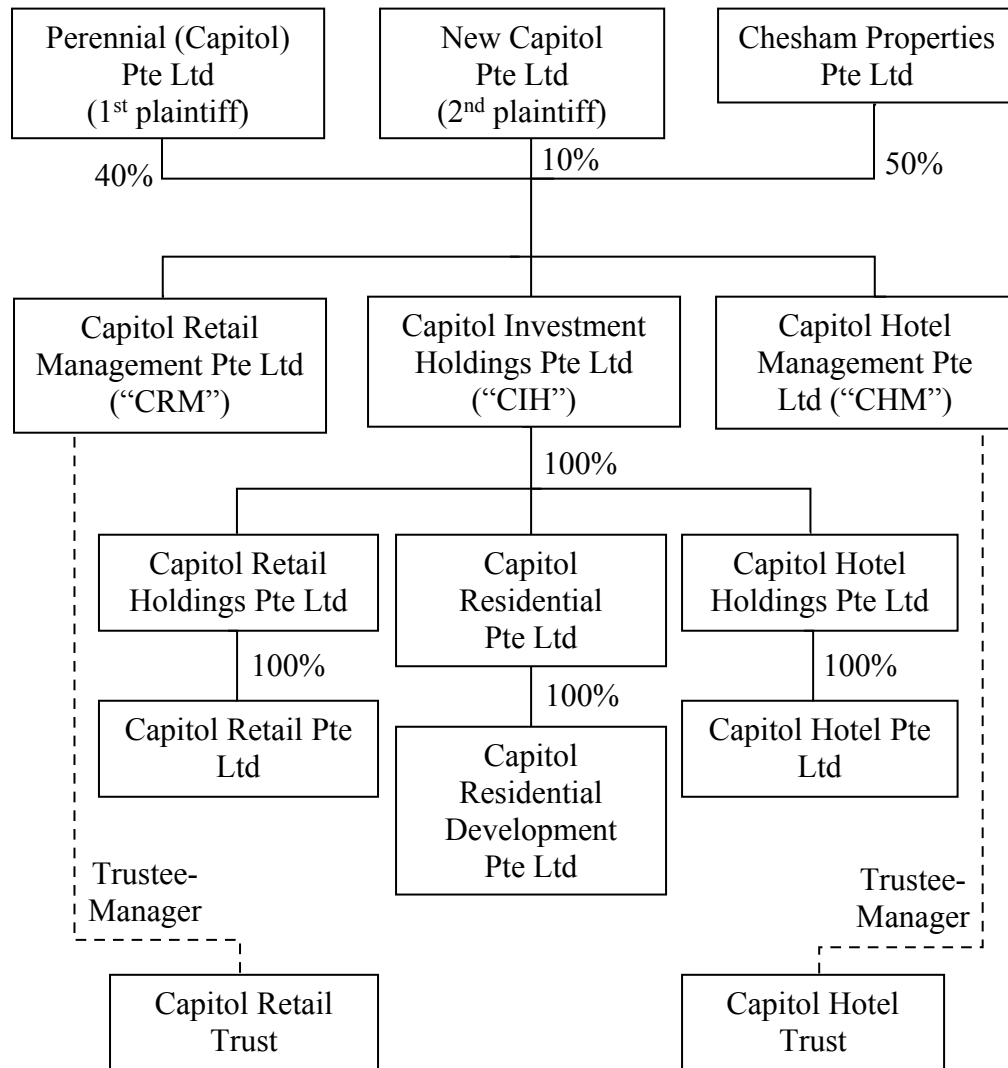 Perennial (Capitol)
Pte Ltd
(1st plaintiff)
New Capitol
Pte Ltd
(2nd plaintiff)
Chesham Properties
Pte Ltd
40%
10%
50%
Capitol Retail
Management Pte Ltd
(“CRM”)
Capitol Investment
Holdings Pte Ltd
(“CIH”)
Capitol Hotel
Management Pte
Ltd (“CHM”)
100%
Capitol Retail
Holdings Pte Ltd
Capitol
Residential
Pte Ltd
Capitol Hotel
Holdings Pte Ltd
100%
100%
100%
Capitol Retail Pte
Ltd
Capitol
Residential
Development
Pte Ltd
Capitol Hotel Pte
Ltd
Trustee-
Manager
Trustee-
Manager
Capitol Retail
Trust
Capitol Hotel
Trust